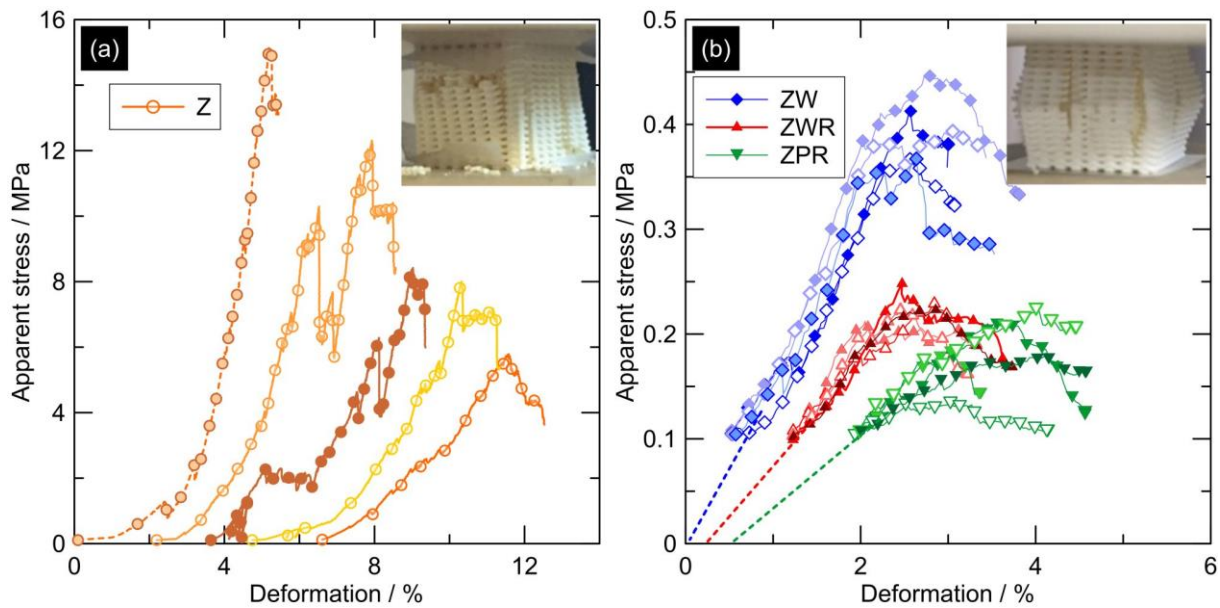 (a)
Z
16
12
8
4
0
0 4 8 12
Apparent stress / MPa
Deformation / %
(b)
ZW
ZWR
ZPR
0.5
0.4
0.3
0.2
0.1
0
0 2 4 6
Apparent stress / MPa
Deformation / %